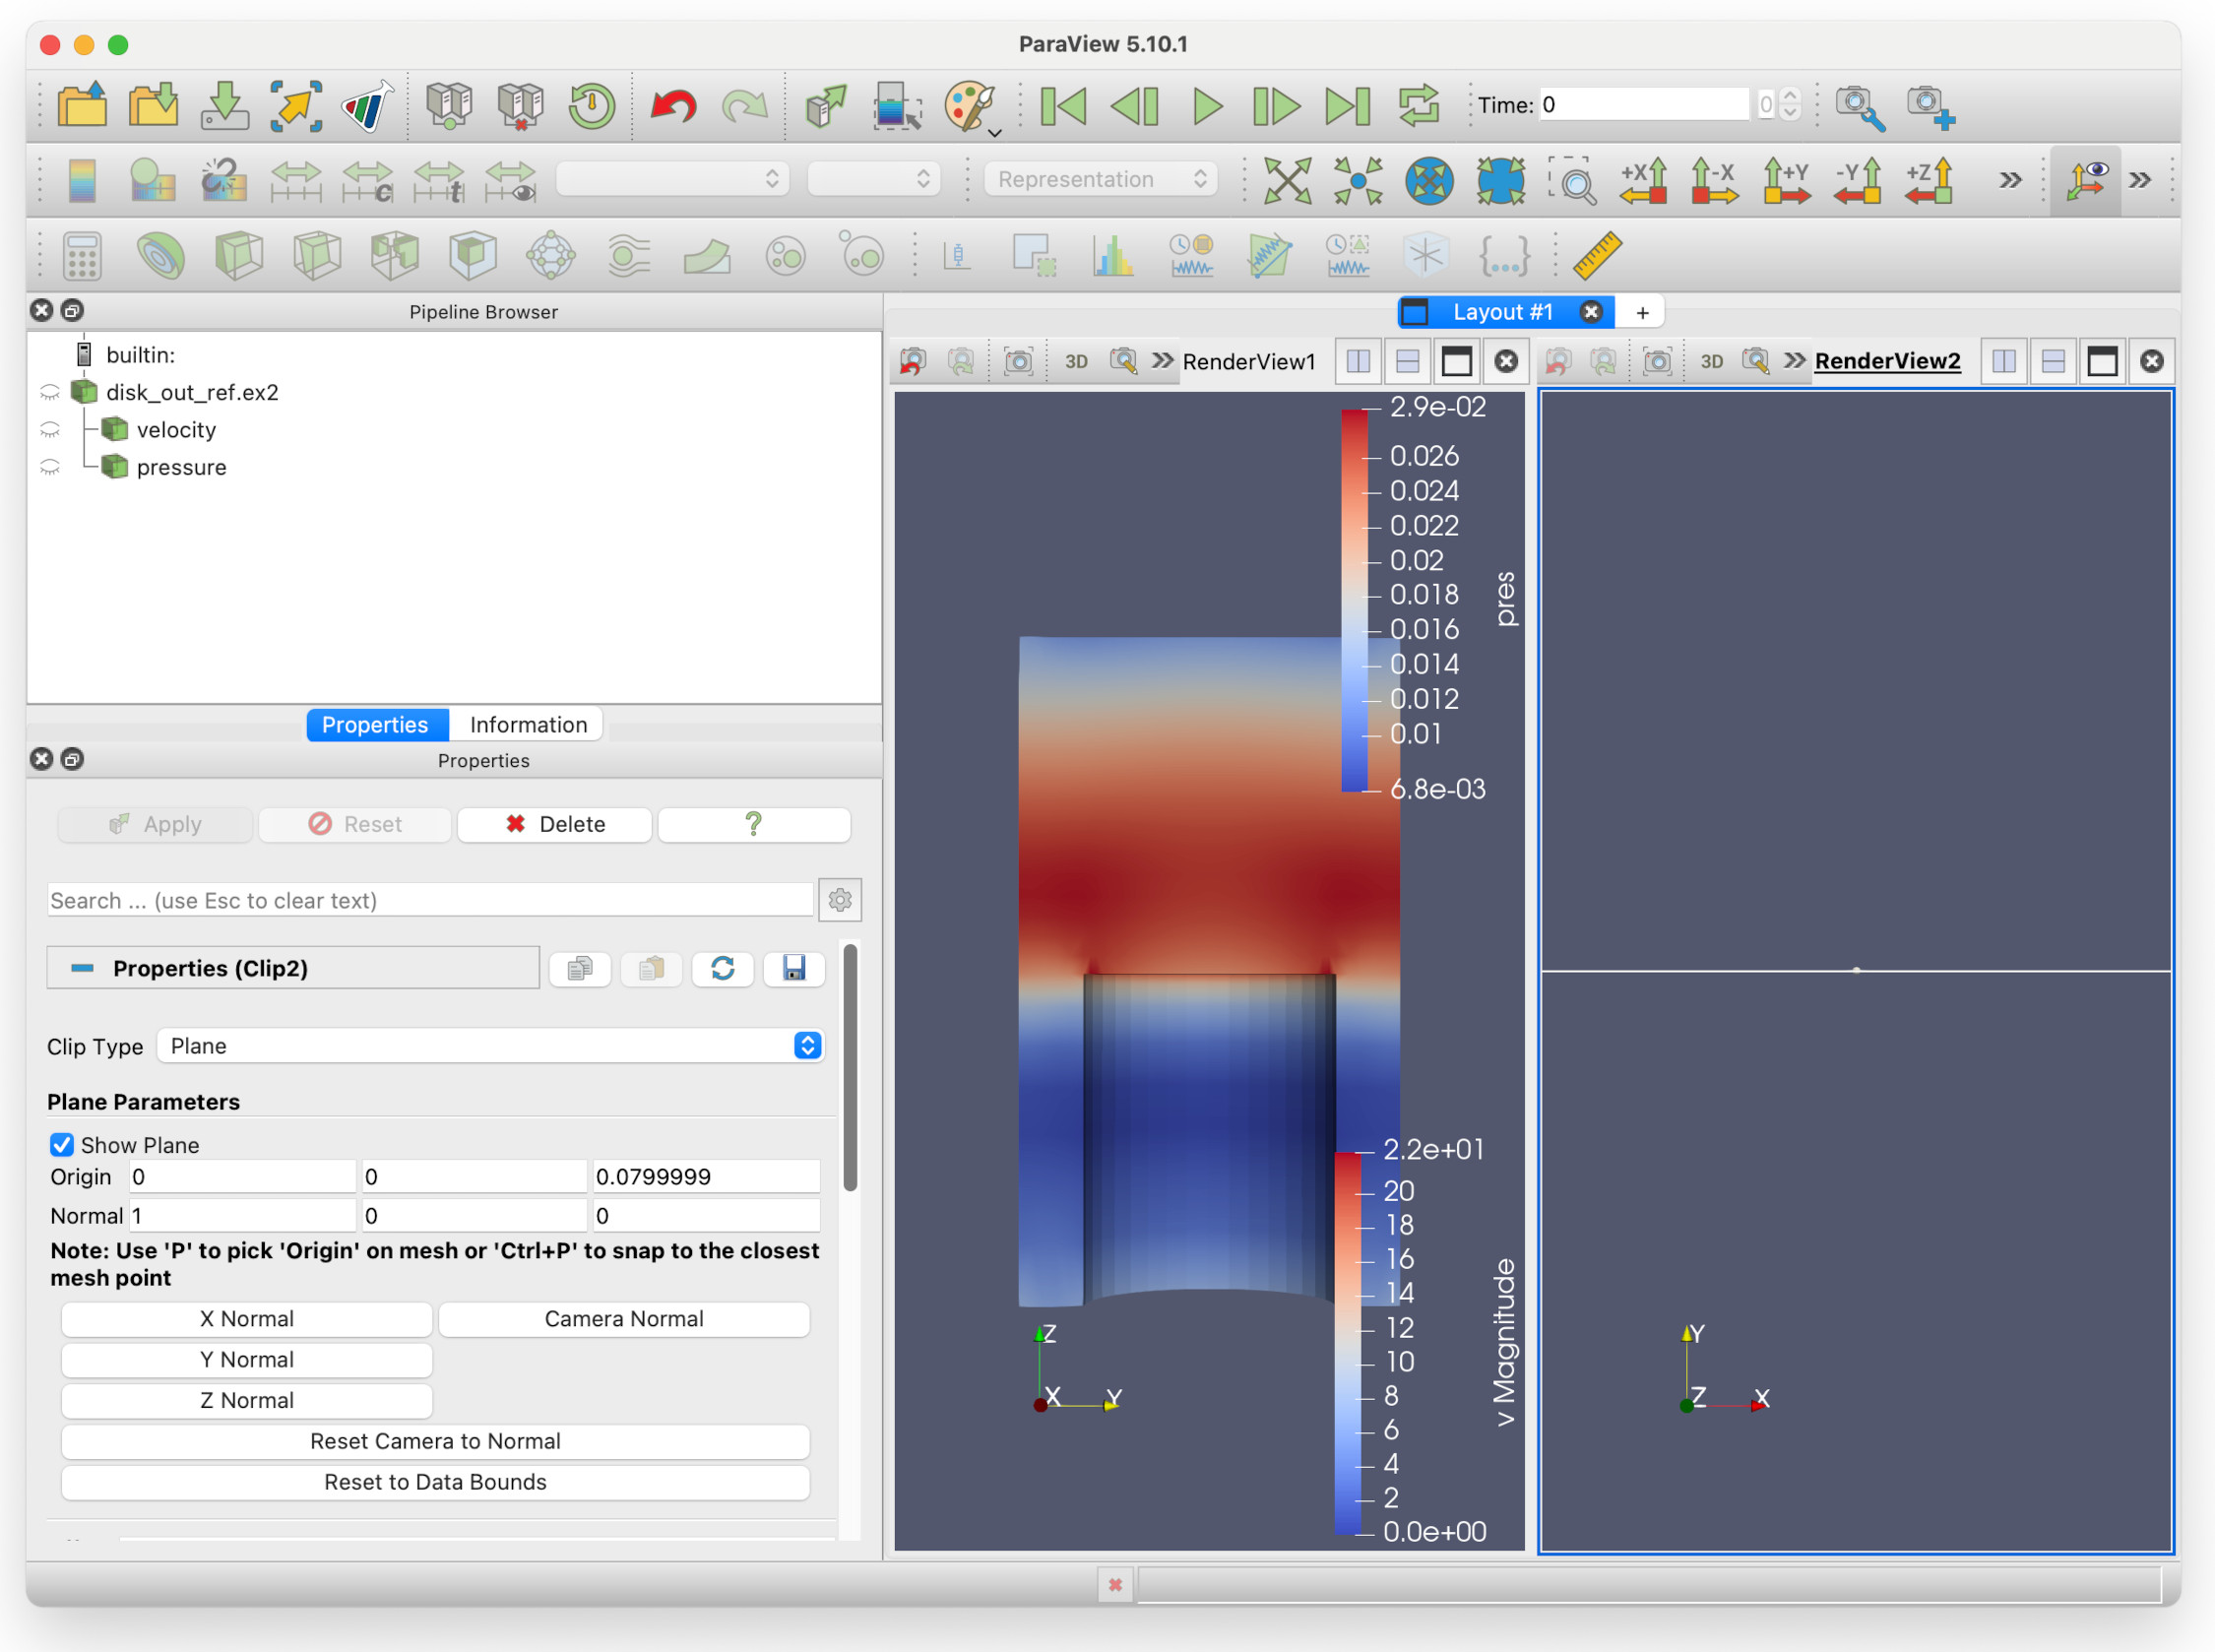 ParaView 5.10.1
Time: 0 0
c t
Representation
+X -X +Y -Y +Z »
»
{...}
Pipeline Browser
builtin:
disk_out_ref.ex2
velocity
pressure
Properties Information
Properties
Apply Reset Delete ?
Search ... (use Esc to clear text)
Properties (Clip2)
Clip Type Plane
Plane Parameters
Show Plane
Origin 0 0 0.0799999
Normal 1 0 0
Note: Use 'P' to pick 'Origin' on mesh or 'Ctrl+P' to snap to the closest
mesh point
X Normal Camera Normal
Y Normal
Z Normal
Reset Camera to Normal
Reset to Data Bounds
Layout #1 +
3D » RenderView1
3D » RenderView2
2.9e-02
0.026
0.024
0.022
0.02
0.018
0.016
0.014
0.012
0.01
6.8e-03
pres
2.2e+01
20
18
16
14
12
10
8
6
4
2
0.0e+00
v Magnitude
Z
X Y
Y
Z X